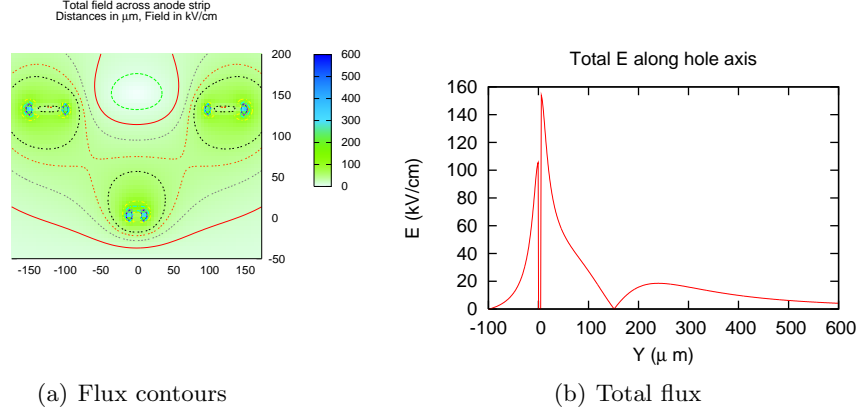 Total field across anode strip
Distances in μm, Field in kV/cm
200
150
100
50
0
-50
-150 -100 -50 0 50 100 150
600
500
400
300
200
100
0
(a) Flux contours
Total E along hole axis
E (kV/cm)
160
140
120
100
80
60
40
20
0
-100 0 100 200 300 400 500 600
Y (μ m)
(b) Total flux